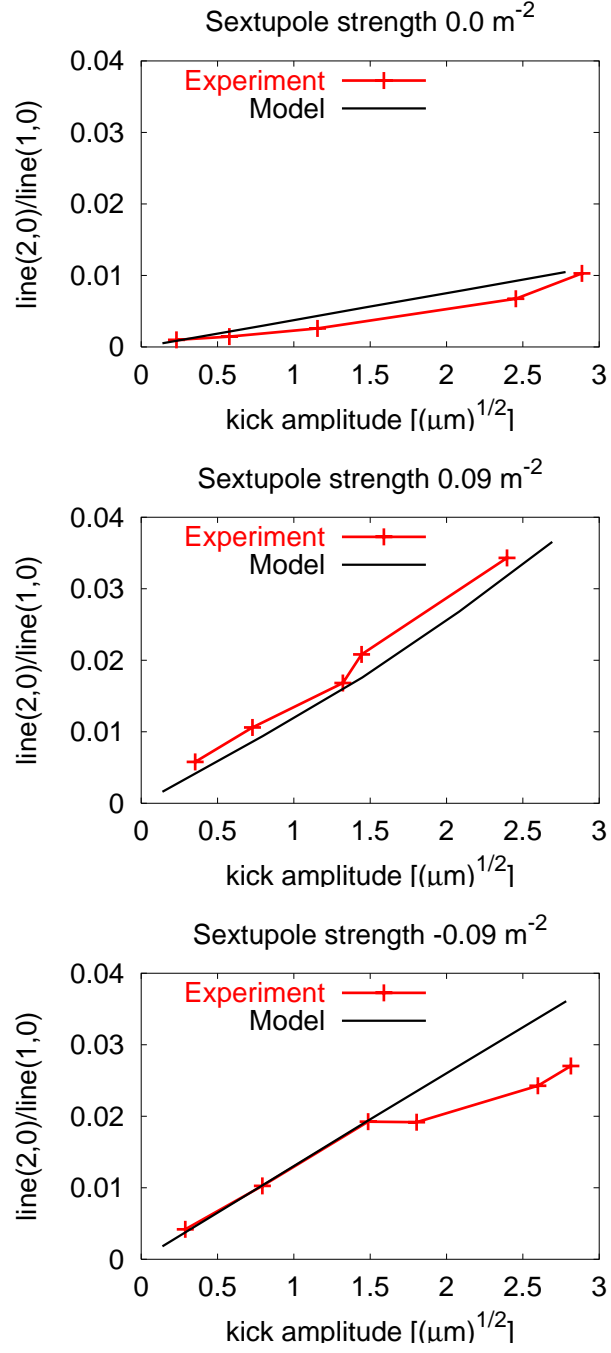 Sextupole strength 0.0 m-2
0.04
0.03
0.02
0.01
0
line(2,0)/line(1,0)
Experiment
Model
0 0.5 1 1.5 2 2.5 3
kick amplitude [(μm)1/2]
Sextupole strength 0.09 m-2
0.04
0.03
0.02
0.01
0
line(2,0)/line(1,0)
Experiment
Model
0 0.5 1 1.5 2 2.5 3
kick amplitude [(μm)1/2]
Sextupole strength -0.09 m-2
0.04
0.03
0.02
0.01
0
line(2,0)/line(1,0)
Experiment
Model
0 0.5 1 1.5 2 2.5 3
kick amplitude [(μm)1/2]